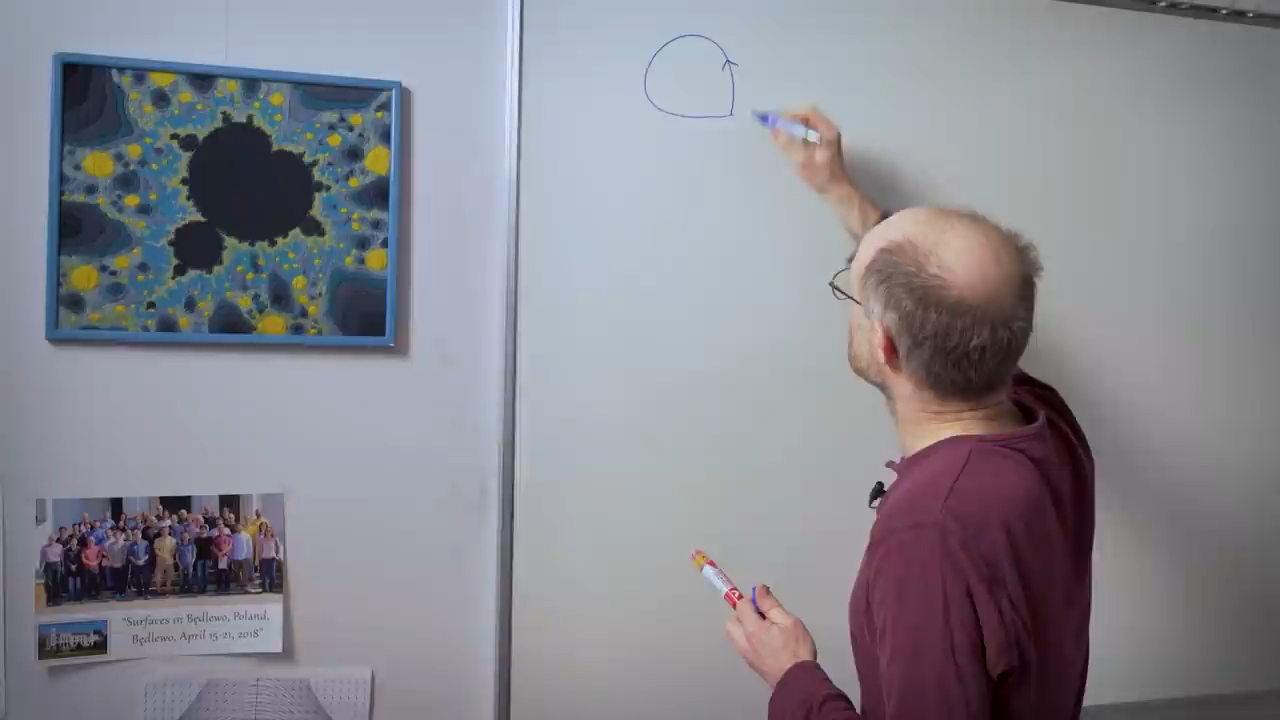 "Surfaces in Będlewo, Poland,
Będlewo, April 15-21, 2018"